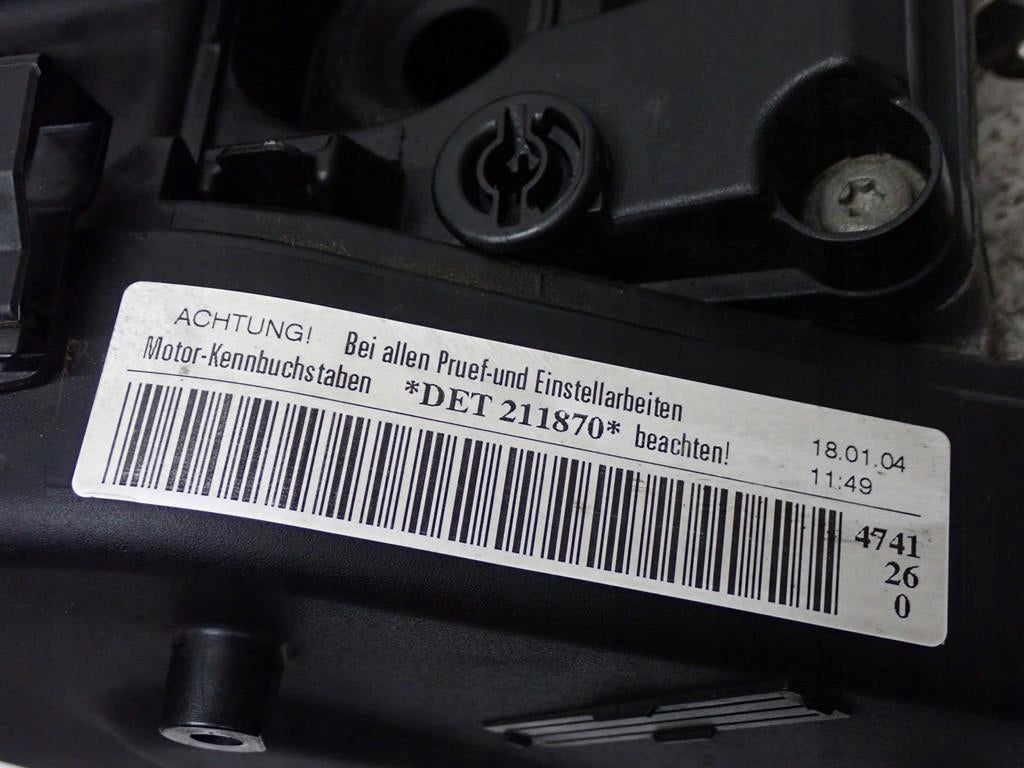 ACHTUNG! Bei allen Pruef-und Einstellarbeiten
Motor-Kennbuchstaben *DET 211870* beachten!
18.01.04
11:49
4741
26
0